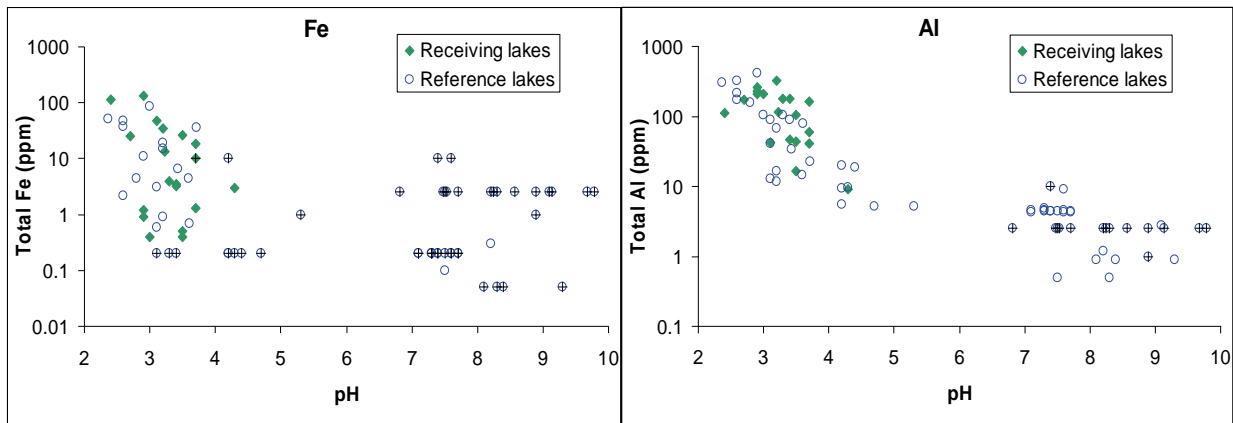 Fe
Receiving lakes
Reference lakes
Total Fe (ppm)
1000
100
10
1
0.1
0.01
2 3 4 5 6 7 8 9 10
pH
Al
Receiving lakes
Reference lakes
Total Al (ppm)
1000
100
10
1
0.1
2 3 4 5 6 7 8 9 10
pH